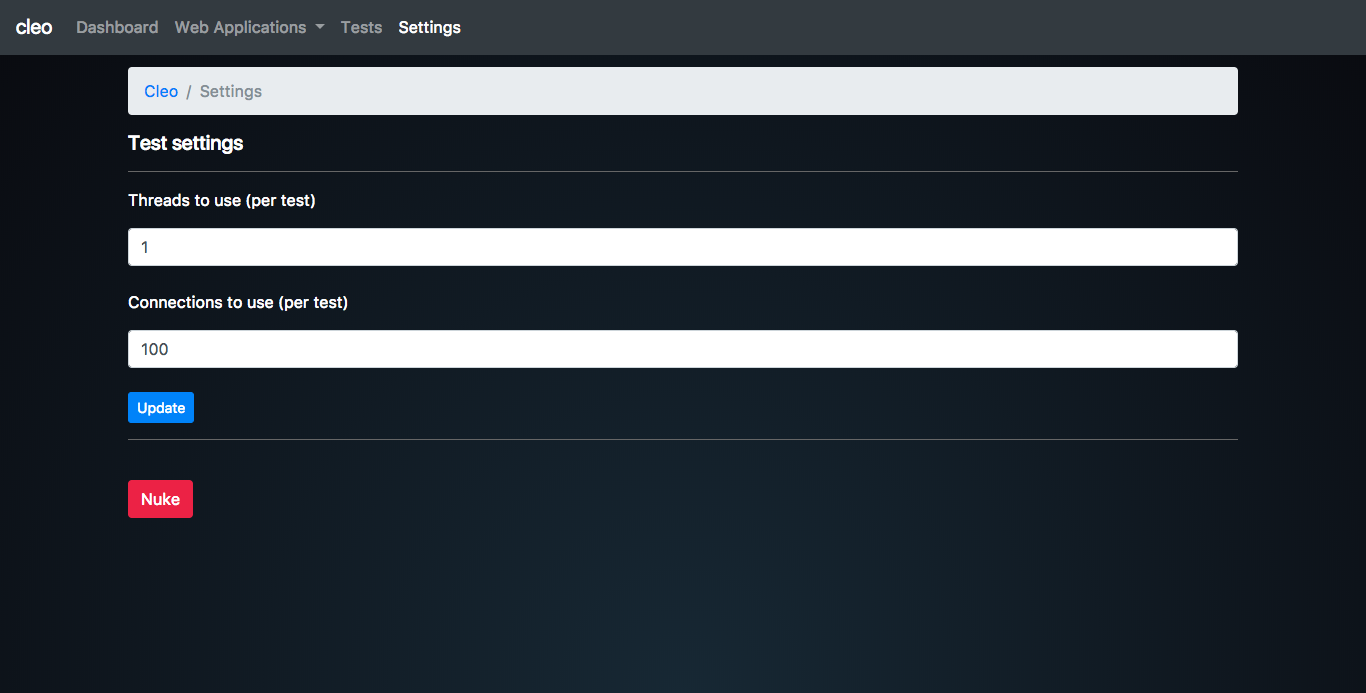 cleo Dashboard Web Applications Tests Settings
Cleo / Settings
Test settings
Threads to use (per test)
1
Connections to use (per test)
100
Update
Nuke